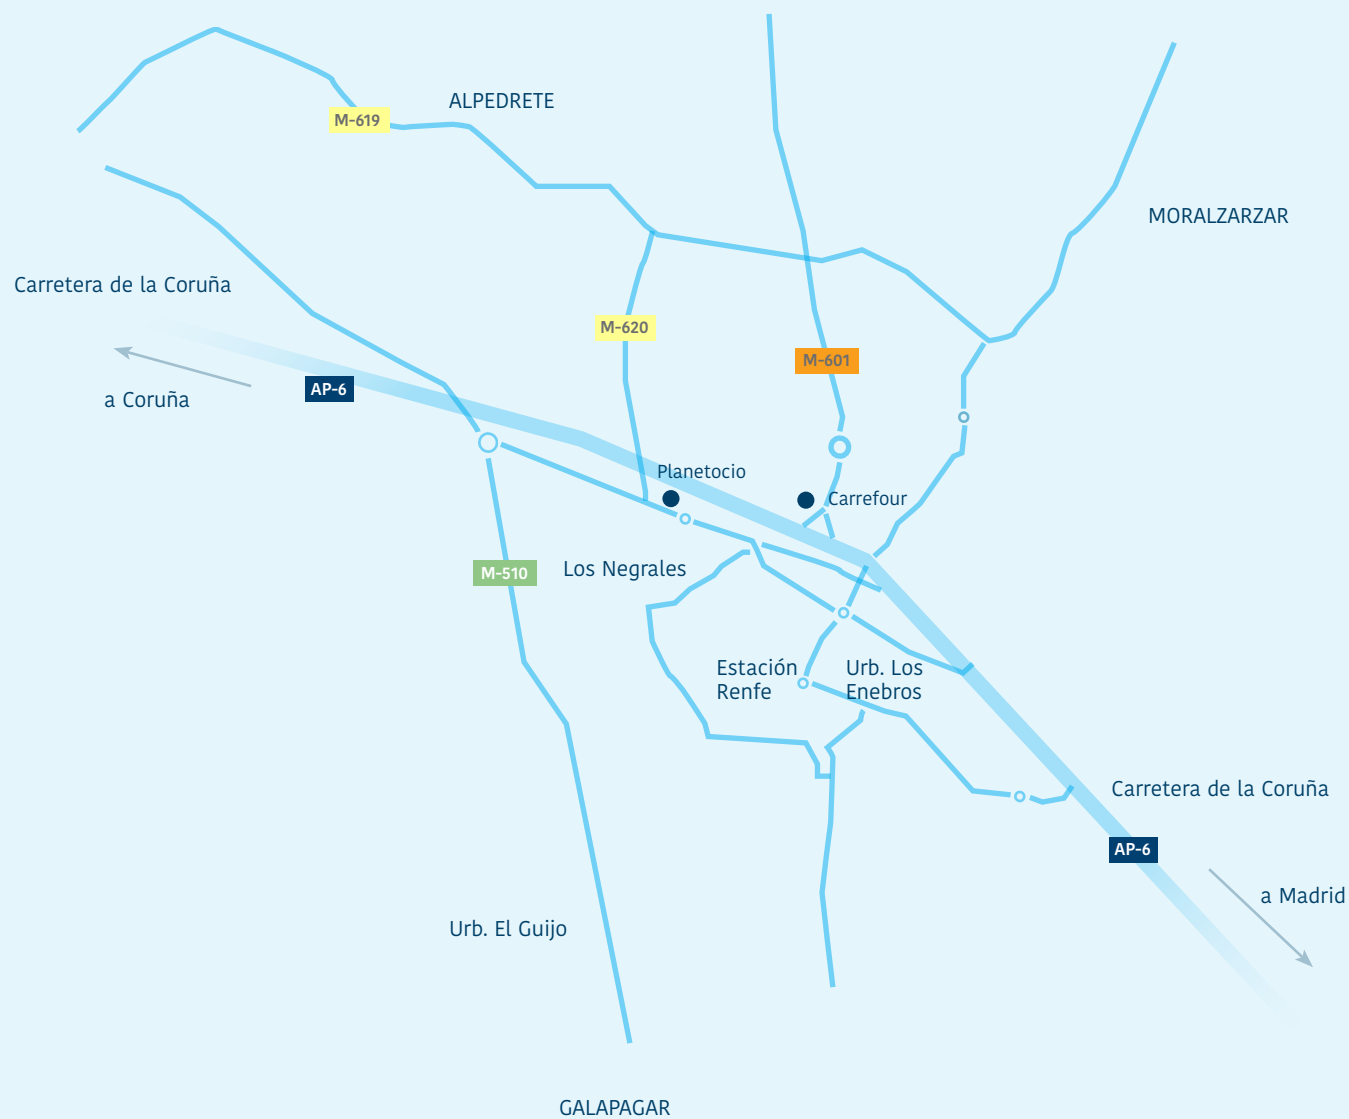 ALPEDRETE
M-619
MORALZARZAR
Carretera de la Coruña
M-620
M-601
AP-6
a Coruña
Planetocio
Carrefour
Los Negrales
M-510
Estación
Renfe
Urb. Los
Enebros
Carretera de la Coruña
AP-6
a Madrid
Urb. El Guijo
GALAPAGAR